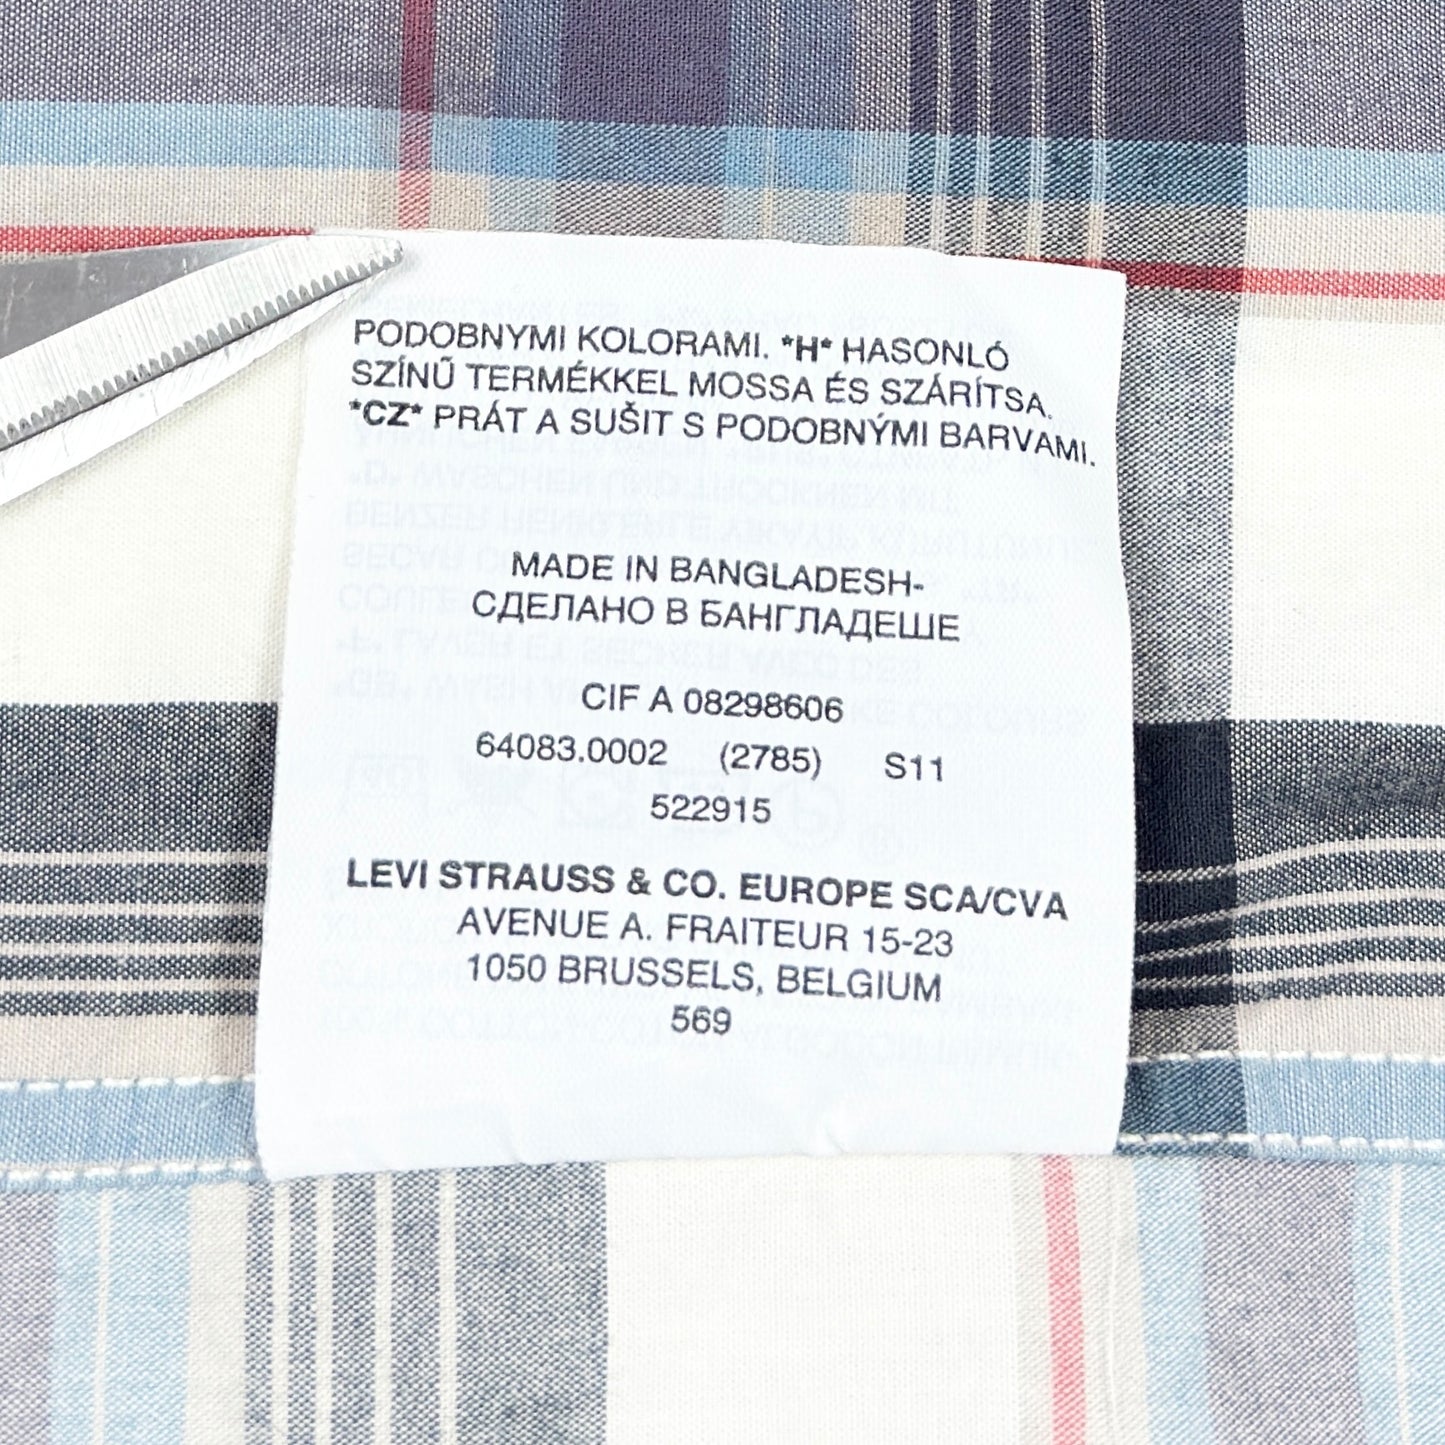 PODOBNYMI KOLORAMI. *H* HASONLÓ
SZÍNŰ TERMÉKKEL MOSSA ÉS SZÁRÍTSA.
*CZ* PRÁT A SUŠIT S PODOBNÝMI BARVAMI.
MADE IN BANGLADESH-
СДЕЛАНО В БАНГЛАДЕШЕ
CIF A 08298606
64083.0002 (2785) S11
522915
LEVI STRAUSS & CO. EUROPE SCA/CVA
AVENUE A. FRAITEUR 15-23
1050 BRUSSELS, BELGIUM
569